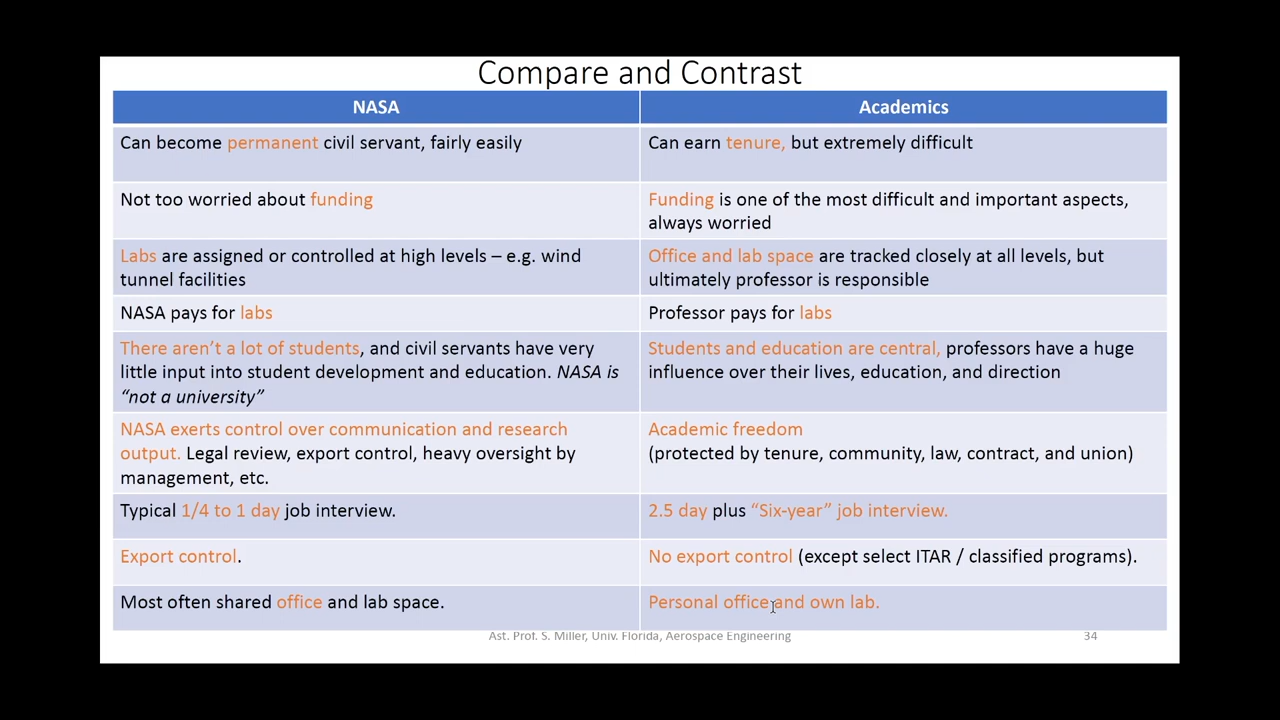 Compare and Contrast
NASA
Academics
Can become permanent civil servant, fairly easily
Can earn tenure, but extremely difficult
Not too worried about funding
Funding is one of the most difficult and important aspects,
always worried
Labs are assigned or controlled at high levels – e.g. wind
tunnel facilities
Office and lab space are tracked closely at all levels, but
ultimately professor is responsible
NASA pays for labs
Professor pays for labs
There aren’t a lot of students, and civil servants have very
little input into student development and education. NASA is
“not a university”
Students and education are central, professors have a huge
influence over their lives, education, and direction
NASA exerts control over communication and research
output. Legal review, export control, heavy oversight by
management, etc.
Academic freedom
(protected by tenure, community, law, contract, and union)
Typical 1/4 to 1 day job interview.
2.5 day plus “Six-year” job interview.
Export control.
No export control (except select ITAR / classified programs).
Most often shared office and lab space.
Personal office and own lab.
Ast. Prof. S. Miller, Univ. Florida, Aerospace Engineering
34